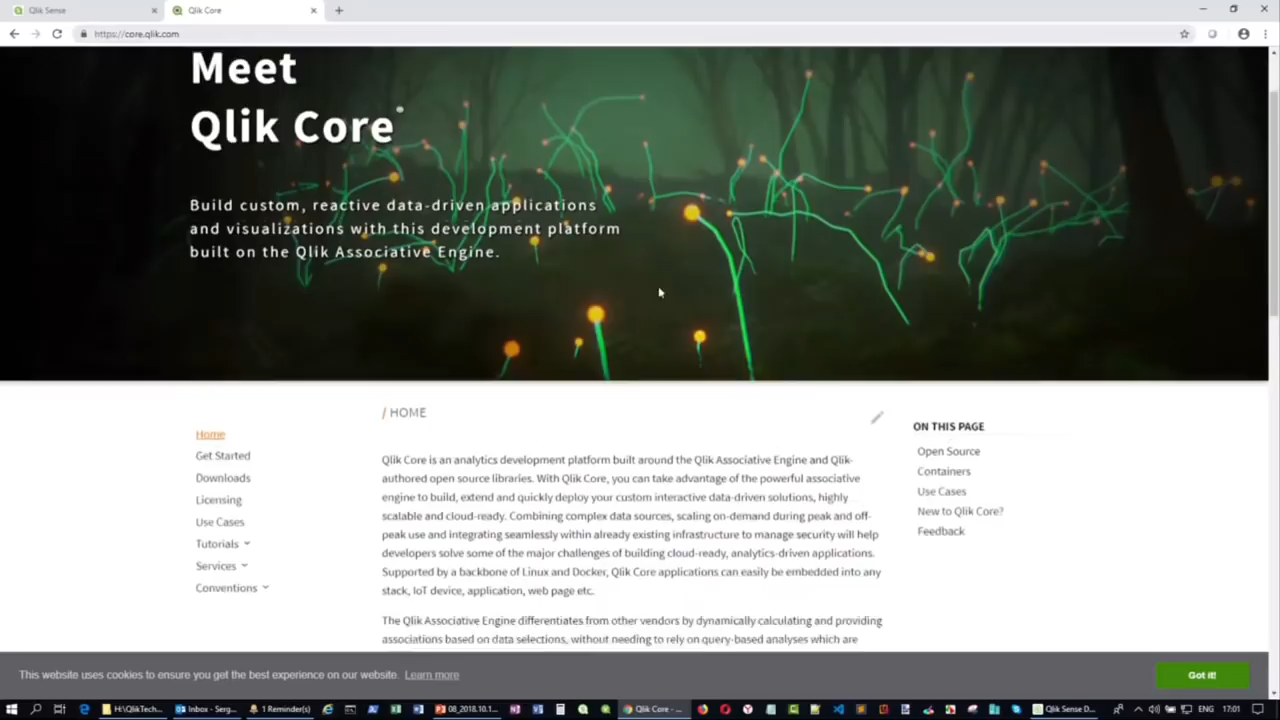 Qlik Sense
Qlik Core
https://core.qlik.com
Meet
Qlik Core
Build custom, reactive data-driven applications
and visualizations with this development platform
built on the Qlik Associative Engine.
/ HOME
Home
Get Started
Downloads
Licensing
Use Cases
Tutorials
Services
Conventions
Qlik Core is an analytics development platform built around the Qlik Associative Engine and Qlik-
authored open source libraries. With Qlik Core, you can take advantage of the powerful associative
engine to build, extend and quickly deploy your custom interactive data-driven solutions, highly
scalable and cloud-ready. Combining complex data sources, scaling on-demand during peak and off-
peak use and integrating seamlessly within already existing infrastructure to manage security will help
developers solve some of the major challenges of building cloud-ready, analytics-driven applications.
Supported by a backbone of Linux and Docker, Qlik Core applications can easily be embedded into any
stack, IoT device, application, web page etc.
The Qlik Associative Engine differentiates from other vendors by dynamically calculating and providing
associations based on data selections, without needing to rely on query-based analyses which are
ON THIS PAGE
Open Source
Containers
Use Cases
New to Qlik Core?
Feedback
This website uses cookies to ensure you get the best experience on our website. Learn more
Got it!
H:\QlikTech...
Inbox - Serg...
1 Reminder(s)
08_2018.10.1...
Qlik Core - ...
Qlik Sense D...
ENG
17:01